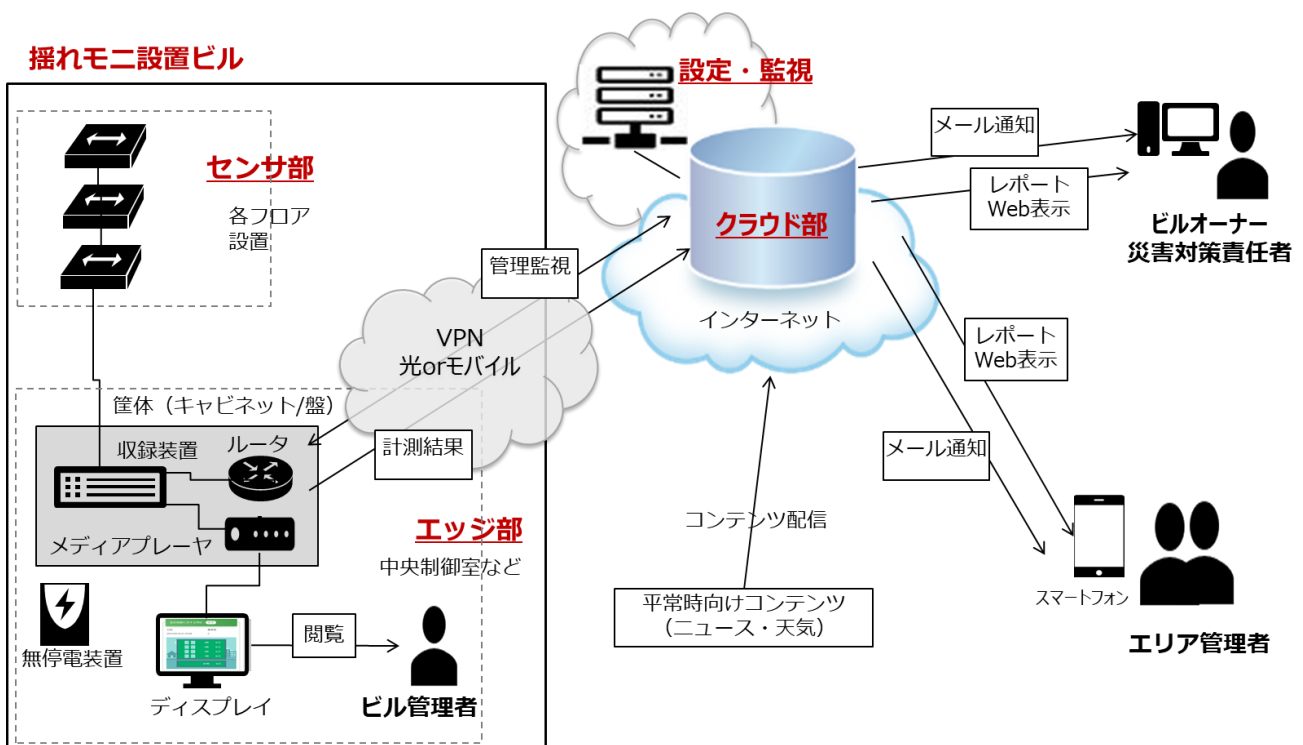 揺れモニ設置ビル
設定・監視
センサ部
各フロア
設置
クラウド部
インターネット
メール通知
レポート
Web表示
ビルオーナー
災害対策責任者
管理監視
VPN
光orモバイル
レポート
Web表示
メール通知
筐体（キャビネット/盤）
収録装置
ルータ
計測結果
メディアプレーヤ
エッジ部
中央制御室など
コンテンツ配信
平常時向けコンテンツ
（ニュース・天気）
スマートフォン
エリア管理者
無停電装置
閲覧
ディスプレイ
ビル管理者